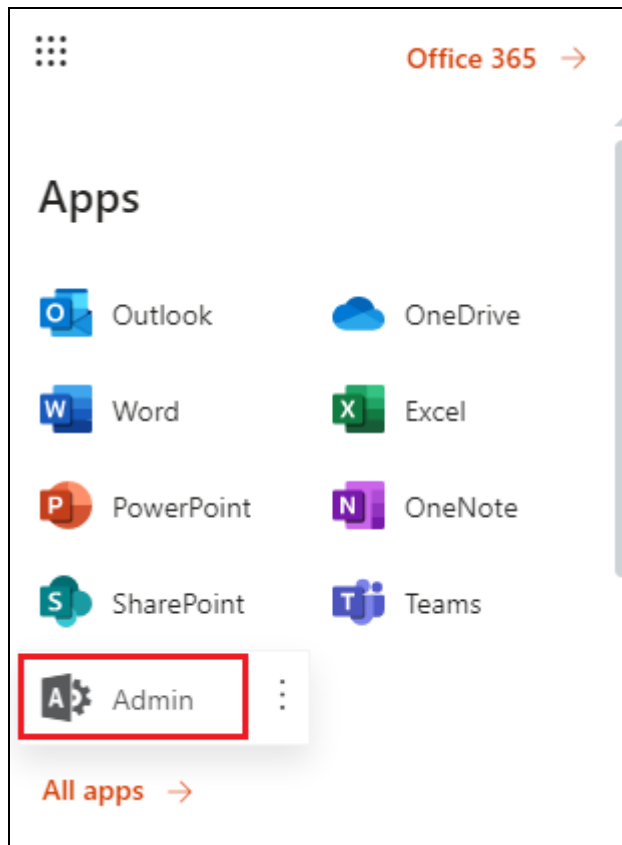 Office 365
Apps
Outlook
OneDrive
Word
Excel
PowerPoint
OneNote
SharePoint
Teams
Admin
All apps